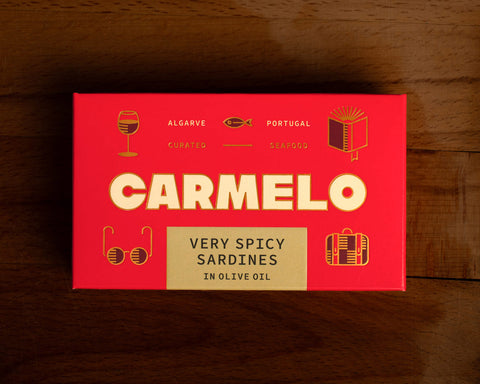 ALGARVE PORTUGAL
CURATED SEAFOOD
CARMELO
VERY SPICY
SARDINES
IN OLIVE OIL